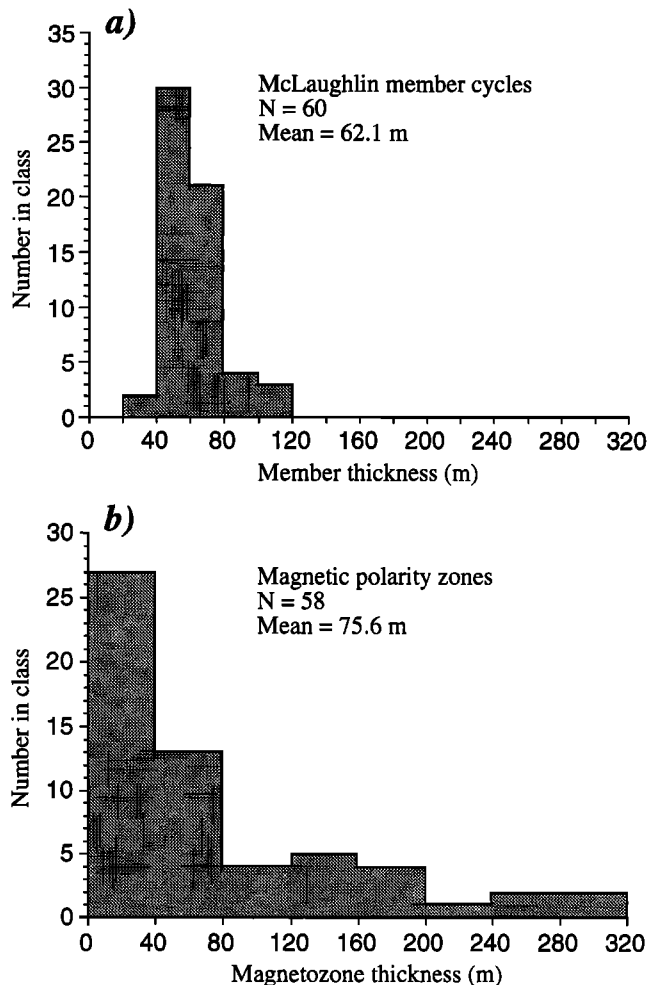 a)
35
30
25
20
15
10
5
0
Number in class
McLaughlin member cycles
N = 60
Mean = 62.1 m
0 40 80 120 160 200 240 280 320
Member thickness (m)
b)
30
25
20
15
10
5
0
Number in class
Magnetic polarity zones
N = 58
Mean = 75.6 m
0 40 80 120 160 200 240 280 320
Magnetozone thickness (m)